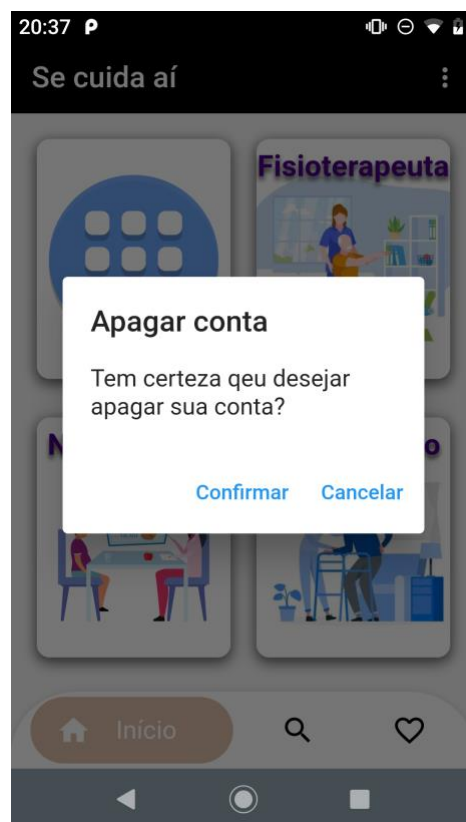 20:37
Se cuida aí
Fisioterapeuta
Apagar conta
Tem certeza qeu desejar
apagar sua conta?
Confirmar Cancelar
N
o
Início